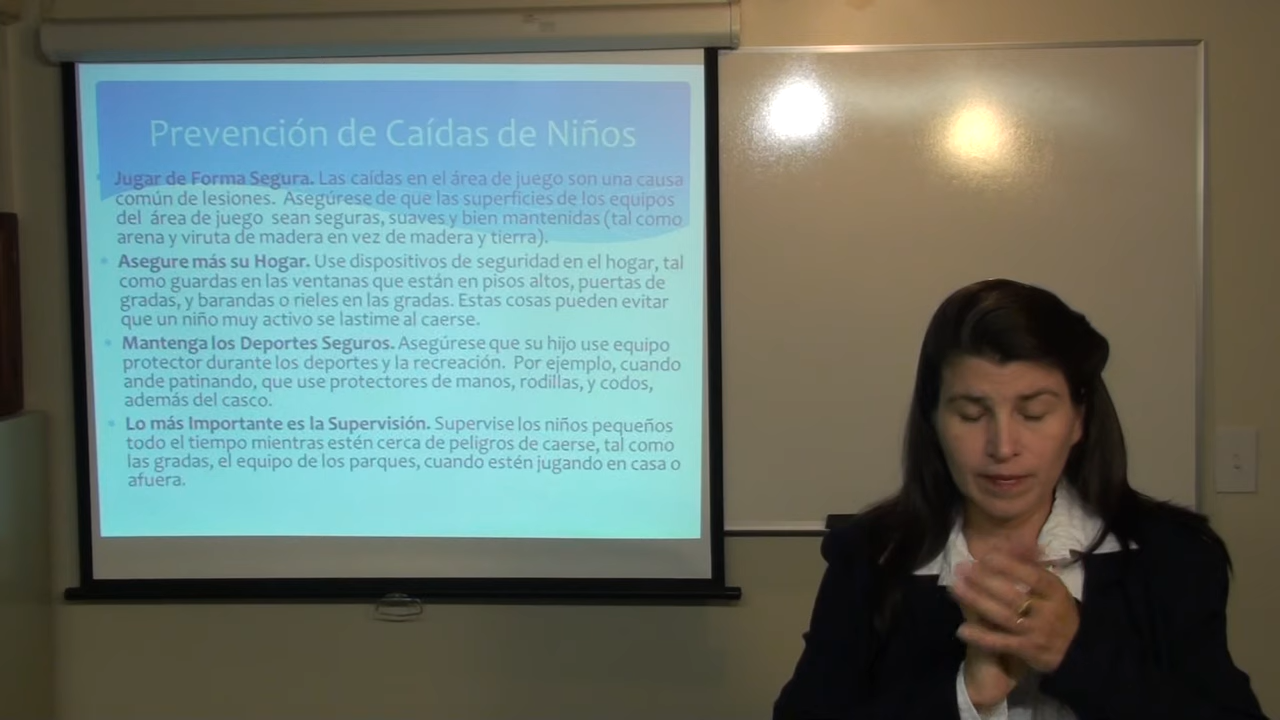 Prevención de Caídas de Niños
Jugar de Forma Segura. Las caídas en el área de juego son una causa
común de lesiones. Asegúrese de que las superficies de los equipos
del área de juego sean seguras, suaves y bien mantenidas (tal como
arena y viruta de madera en vez de madera y tierra).
Asegure más su Hogar. Use dispositivos de seguridad en el hogar, tal
como guardas en las ventanas que están en pisos altos, puertas de
gradas, y barandas o rieles en las gradas. Estas cosas pueden evitar
que un niño muy activo se lastime al caerse.
Mantenga los Deportes Seguros. Asegúrese que su hijo use equipo
protector durante los deportes y la recreación. Por ejemplo, cuando
ande patinando, que use protectores de manos, rodillas, y codos,
además del casco.
Lo más Importante es la Supervisión. Supervise los niños pequeños
todo el tiempo mientras estén cerca de peligros de caerse, tal como
las gradas, el equipo de los parques, cuando estén jugando en casa o
afuera.